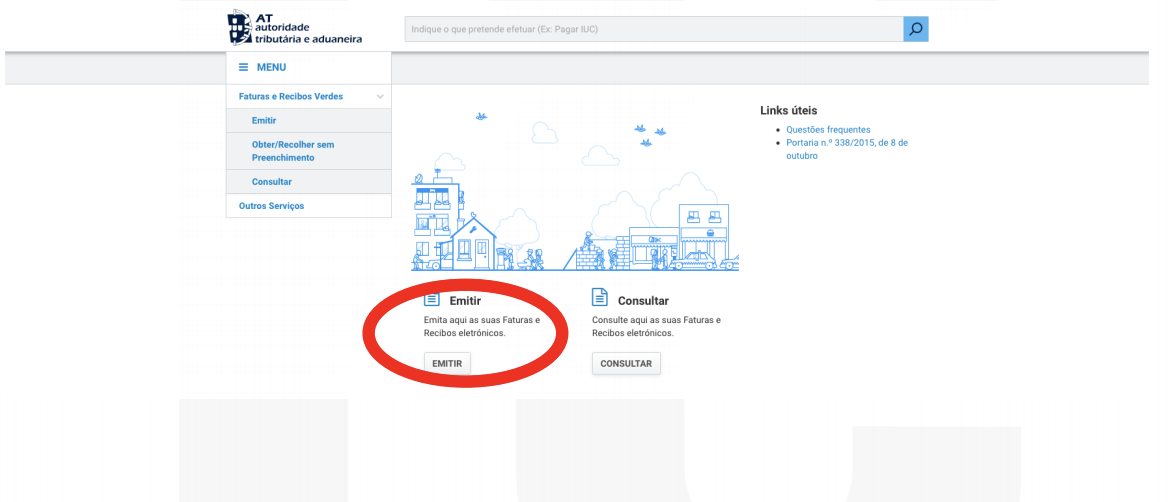 AT
autoridade
tributária e aduaneira
Indique o que pretende efetuar (Ex: Pagar IUC)
MENU
Faturas e Recibos Verdes
Emitir
Obter/Recolher sem
Preenchimento
Consultar
Outros Serviços
Links úteis
Questões frequentes
Portaria n.º 338/2015, de 8 de
outubro
Emitir
Emita aqui as suas Faturas e
Recibos eletrónicos.
EMITIR
Consultar
Consulte aqui as suas Faturas e
Recibos eletrónicos.
CONSULTAR